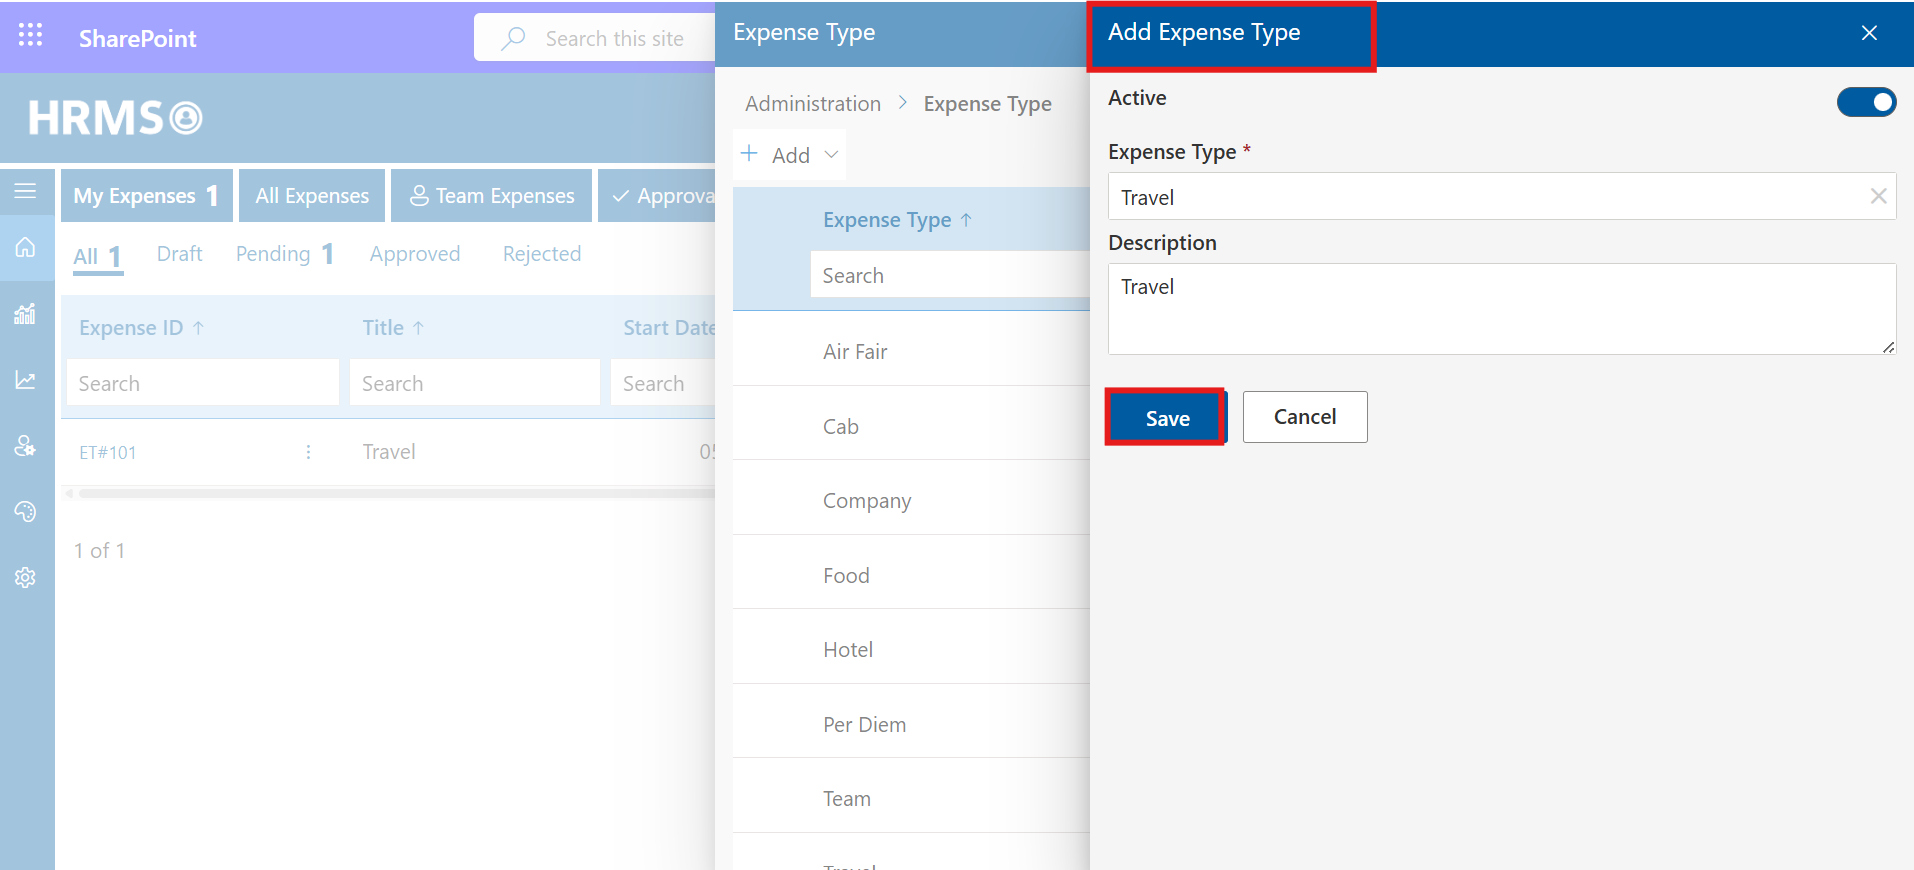 SharePoint
Search this site
HRMS
My Expenses 1
All Expenses
Team Expenses
Approva
All 1
Draft
Pending 1
Approved
Rejected
Expense ID ↑
Title ↑
Start Date
Search
Search
Search
ET#101
Travel
05
1 of 1
Expense Type
Administration > Expense Type
+ Add
Expense Type ↑
Search
Air Fair
Cab
Company
Food
Hotel
Per Diem
Team
Travel
Add Expense Type
Active
Expense Type *
Travel
Description
Travel
Save
Cancel